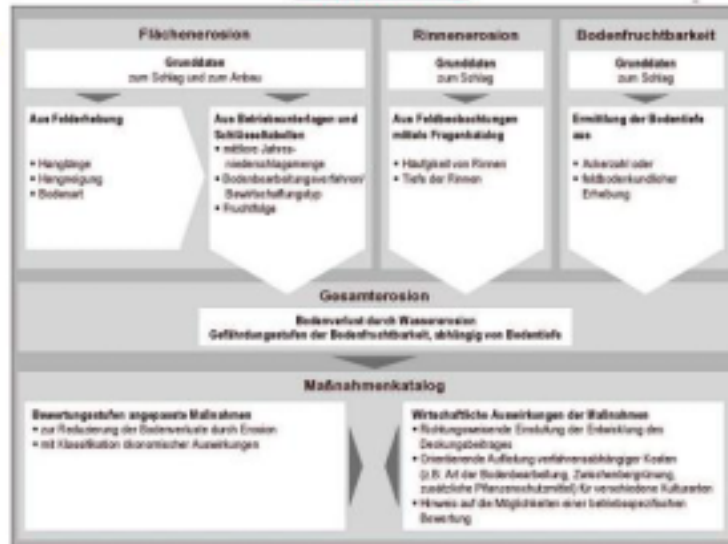 Flächenerosion
Grunddaten
zum Schlag und zum Anbau
Aus Felderhebung
• Hanglänge
• Hangneigung
• Bodenart
Aus Betriebsunterlagen und
Schlüsseltabellen
• mittlere Jahres-
niederschlagsmenge
• Bodenbearbeitungsverfahren/
Bewirtschaftungstyp
• Fruchtfolge
Rinnenerosion
Grunddaten
zum Schlag
Aus Feldbeobachtungen
mittels Fragenkatalog
• Häufigkeit von Rinnen
• Tiefe der Rinnen
Bodenfruchtbarkeit
Grunddaten
zum Schlag
Ermittlung der Bodentiefe
aus
• Ackerzahl oder
• feldbodenkundlicher
Erhebung
Gesamterosion
Bodenverlust durch Wassererosion
Gefährdungsstufen der Bodenfruchtbarkeit, abhängig von Bodentiefe
Maßnahmenkatalog
Bewertungsstufen angepasste Maßnahmen
• zur Reduzierung der Bodenverluste durch Erosion
• mit Klassifikation ökonomischer Auswirkungen
Wirtschaftliche Auswirkungen der Maßnahmen
• Richtungsweisende Einstufung der Entwicklung des
Deckungsbeitrages
• Orientierende Auflistung verfahrensabhängiger Kosten
(z.B. Art der Bodenbearbeitung, Zwischenbegrünung,
zusätzliche Pflanzenschutzmittel) für verschiedene Kulturarten
• Hinweis auf die Möglichkeiten einer betriebsspezifischen
Bewertung